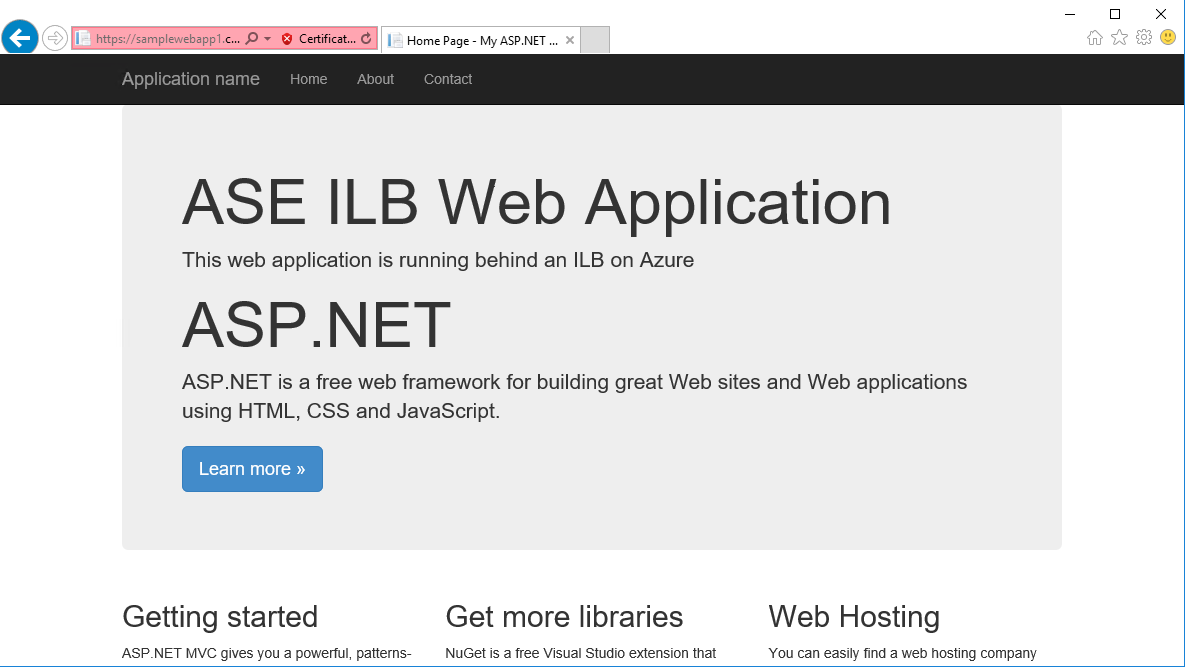 https://samplewebapp1.c... Certificat... Home Page - My ASP.NET ...
Application name Home About Contact
ASE ILB Web Application
This web application is running behind an ILB on Azure
ASP.NET
ASP.NET is a free web framework for building great Web sites and Web applications
using HTML, CSS and JavaScript.
Learn more »
Getting started
ASP.NET MVC gives you a powerful, patterns-
Get more libraries
NuGet is a free Visual Studio extension that
Web Hosting
You can easily find a web hosting company